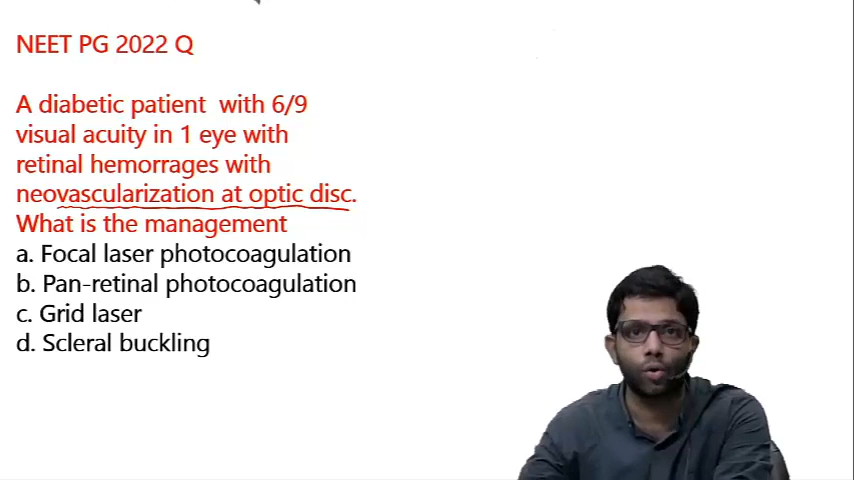 NEET PG 2022 Q
A diabetic patient with 6/9
visual acuity in 1 eye with
retinal hemorrages with
neovascularization at optic disc.
What is the management
a. Focal laser photocoagulation
b. Pan-retinal photocoagulation
c. Grid laser
d. Scleral buckling